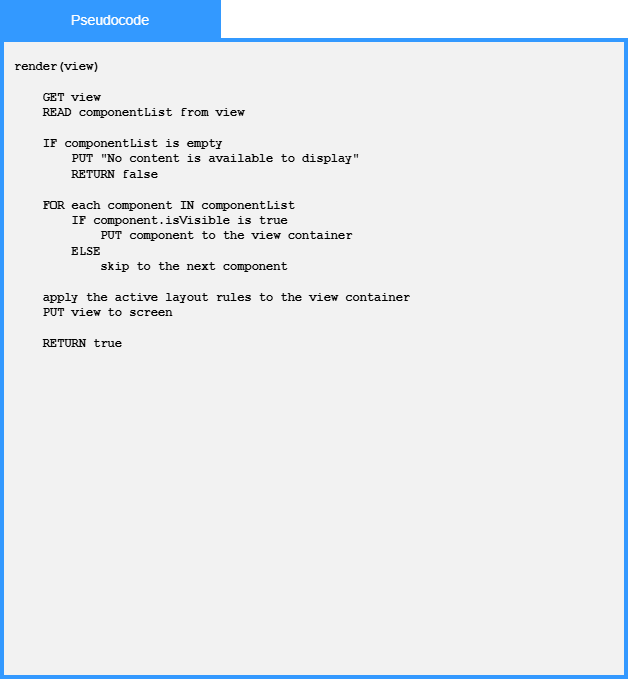 Pseudocode
render(view)
GET view
READ componentList from view
IF componentList is empty
PUT "No content is available to display"
RETURN false
FOR each component IN componentList
IF component.isVisible is true
PUT component to the view container
ELSE
skip to the next component
apply the active layout rules to the view container
PUT view to screen
RETURN true